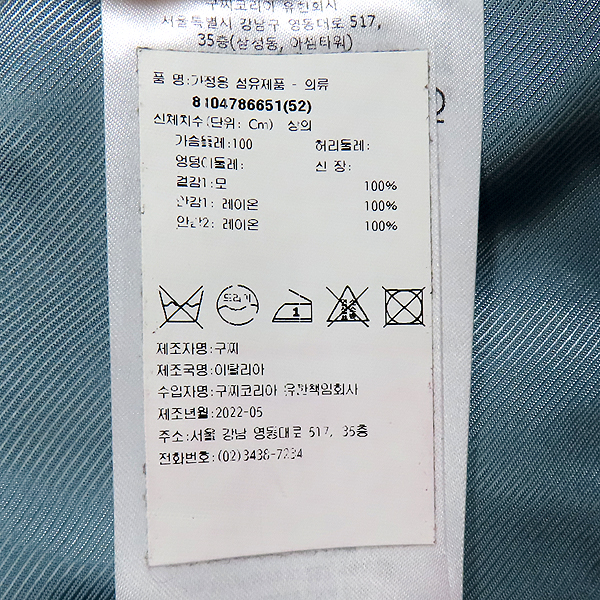 구찌코리아 유한회사
서울특별시 강남구 영동대로 517,
35층(삼성동, 아셈타워)
품 명:가정용 섬유제품 - 의류
8104786651(52)
신체치수(단위: Cm) 상의
가슴둘레:100 허리둘레:
엉덩이둘레: 신 장:
겉감1:모 100%
안감1: 레이온 100%
안감2: 레이온 100%
드라이
1
제조자명:구찌
제조국명:이탈리아
수입자명:구찌코리아 유한책임회사
제조년월:2022-05
주소:서울 강남 영동대로 517, 35층
전화번호:(02)3438-7234